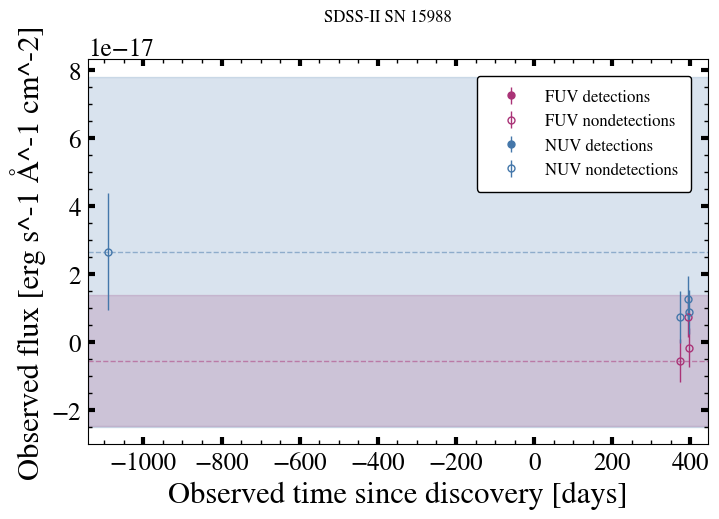 SDSS-II SN 15988
1e−17
Observed flux [erg s^-1 Å^-1 cm^-2]
8
6
4
2
0
−2
FUV detections
FUV nondetections
NUV detections
NUV nondetections
−1000 −800 −600 −400 −200 0 200 400
Observed time since discovery [days]